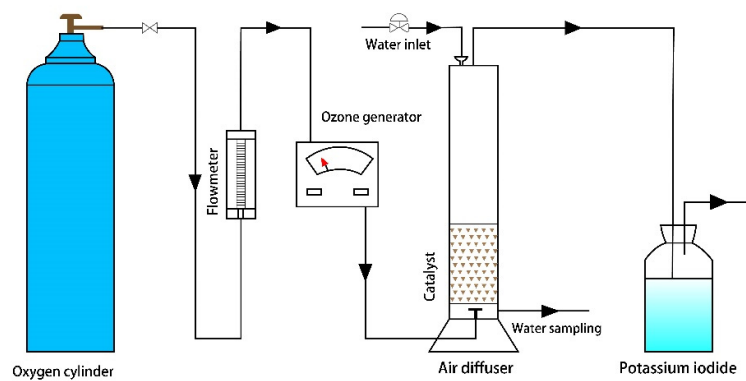 Water inlet
Ozone generator
Flowmeter
Catalyst
Water sampling
Oxygen cylinder
Air diffuser
Potassium iodide